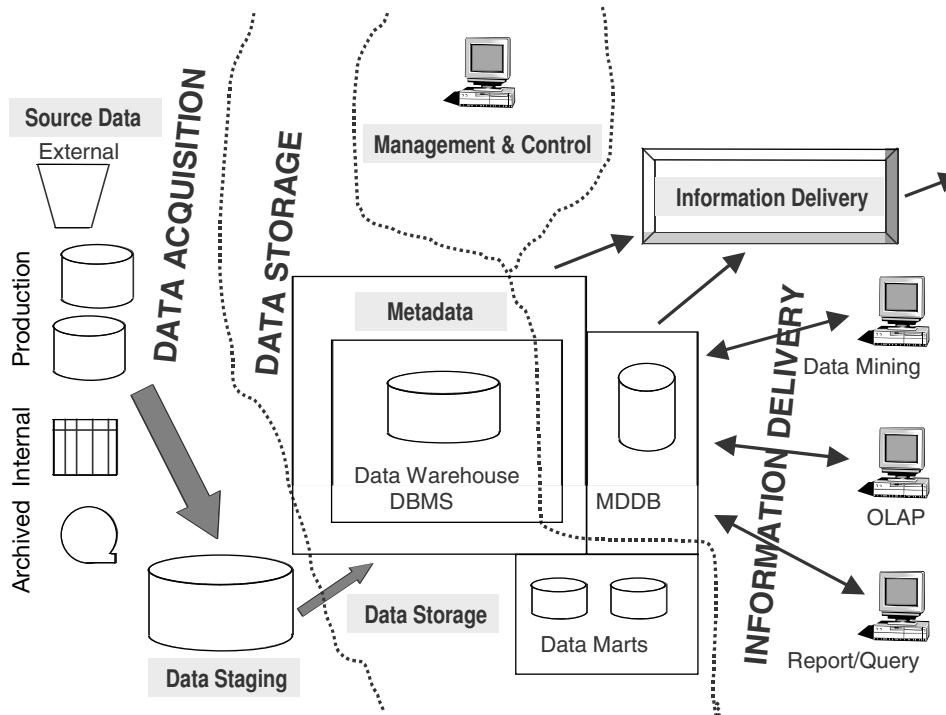 Source Data
External
Production
Internal
Archived
DATA ACQUISITION
DATA STORAGE
Management & Control
Information Delivery
Metadata
Data Warehouse
DBMS
MDDB
Data Mining
OLAP
Report/Query
INFORMATION DELIVERY
Data Storage
Data Marts
Data Staging